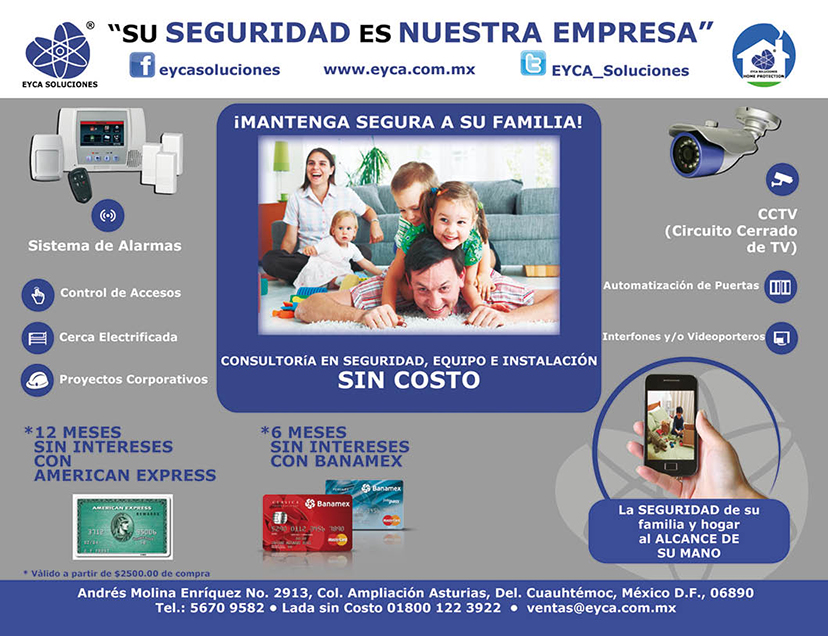 "SU SEGURIDAD ES NUESTRA EMPRESA"
®
EYCA SOLUCIONES
eycasoluciones
www.eyca.com.mx
EYCA_Soluciones
EYCA SOLUCIONES
HOME PROTECTION
¡MANTENGA SEGURA A SU FAMILIA!
Sistema de Alarmas
Control de Accesos
Cerca Electrificada
Proyectos Corporativos
CONSULTORíA EN SEGURIDAD, EQUIPO E INSTALACIÓN
SIN COSTO
CCTV
(Circuito Cerrado
de TV)
Automatización de Puertas
Interfones y/o Videoporteros
*12 MESES
SIN INTERESES
CON
AMERICAN EXPRESS
*6 MESES
SIN INTERESES
CON BANAMEX
AMERICAN EXPRESS
Banamex
Banamex
MasterCard
La SEGURIDAD de su
familia y hogar
al ALCANCE DE
SU MANO
* Válido a partir de $2500.00 de compra
Andrés Molina Enríquez No. 2913, Col. Ampliación Asturias, Del. Cuauhtémoc, México D.F., 06890
Tel.: 5670 9582 • Lada sin Costo 01800 122 3922 • ventas@eyca.com.mx